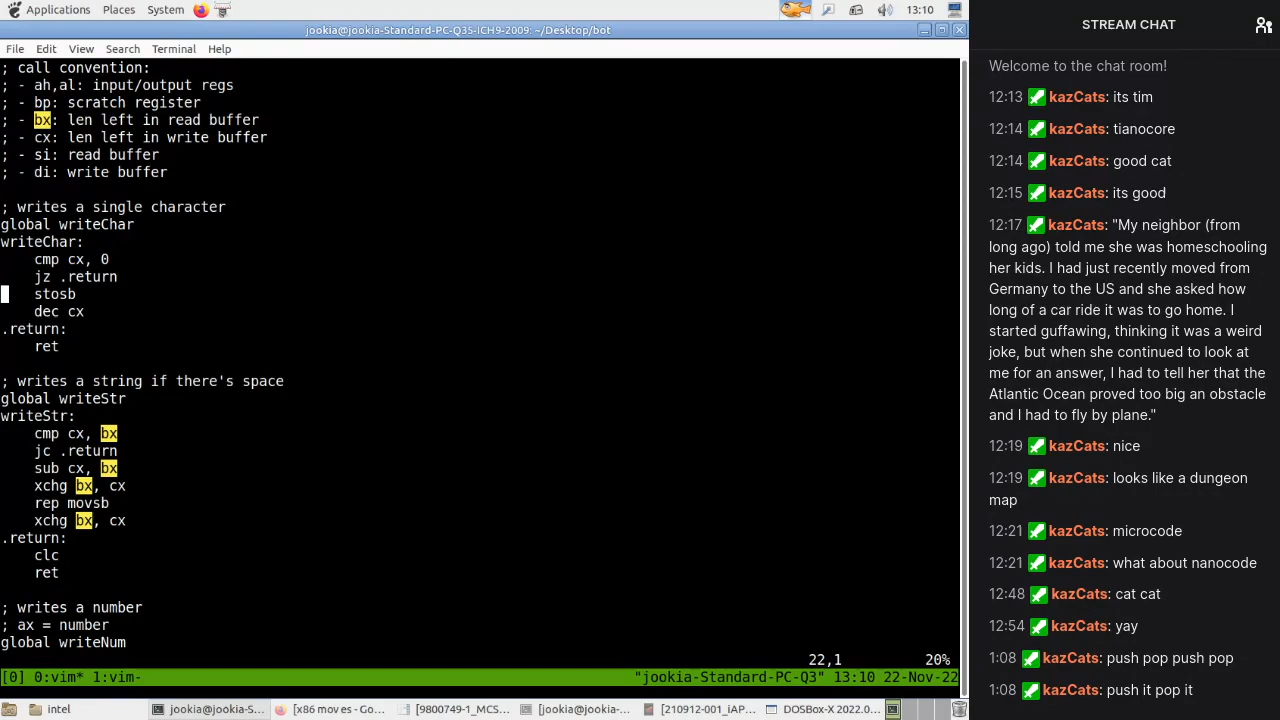 Applications Places System 13:10
jookia@jookia-Standard-PC-Q35-ICH9-2009: ~/Desktop/bot
File Edit View Search Terminal Help
; call convention:
; - ah,al: input/output regs
; - bp: scratch register
; - bx: len left in read buffer
; - cx: len left in write buffer
; - si: read buffer
; - di: write buffer
; writes a single character
global writeChar
writeChar:
cmp cx, 0
jz .return
stosb
dec cx
.return:
ret
; writes a string if there's space
global writeStr
writeStr:
cmp cx, bx
jc .return
sub cx, bx
xchg bx, cx
rep movsb
xchg bx, cx
.return:
clc
ret
; writes a number
; ax = number
global writeNum
22,1 20%
[0] 0:vim* 1:vim- "jookia-Standard-PC-Q3" 13:10 22-Nov-22
intel jookia@jookia-S... [x86 moves - Go... [9800749-1_MCS... [jookia@jookia-... [210912-001_iAP... DOSBox-X 2022.0...
STREAM CHAT
Welcome to the chat room!
12:13 kazCats: its tim
12:14 kazCats: tianocore
12:14 kazCats: good cat
12:15 kazCats: its good
12:17 kazCats: "My neighbor (from
long ago) told me she was homeschooling
her kids. I had just recently moved from
Germany to the US and she asked how
long of a car ride it was to go home. I
started guffawing, thinking it was a weird
joke, but when she continued to look at
me for an answer, I had to tell her that the
Atlantic Ocean proved too big an obstacle
and I had to fly by plane."
12:19 kazCats: nice
12:19 kazCats: looks like a dungeon
map
12:21 kazCats: microcode
12:21 kazCats: what about nanocode
12:48 kazCats: cat cat
12:54 kazCats: yay
1:08 kazCats: push pop push pop
1:08 kazCats: push it pop it